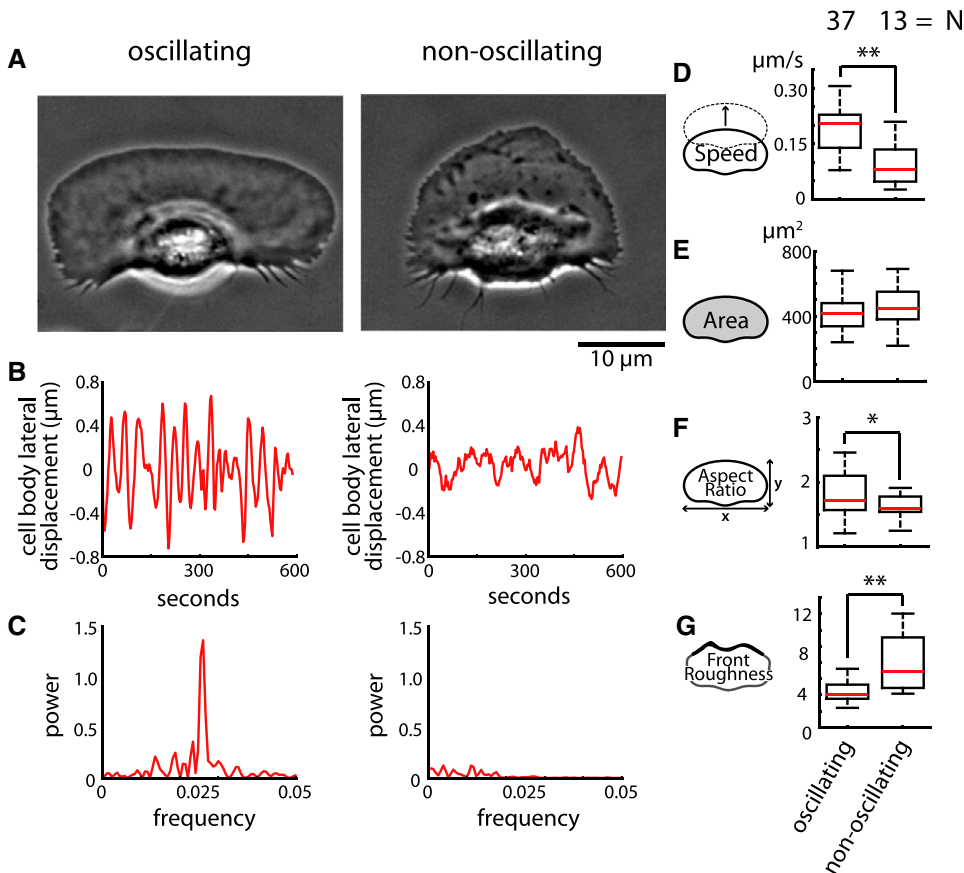 37 13 = N
oscillating
non-oscillating
A
10 µm
B
cell body lateral
displacement (µm)
0.8
0.4
0
-0.4
-0.8
0
300
600
seconds
cell body lateral
displacement (µm)
0.8
0.4
0
-0.4
-0.8
0
300
600
seconds
C
power
1.5
1.0
0.5
0
0
0.025
0.05
frequency
power
1.5
1.0
0.5
0
0
0.025
0.05
frequency
D
µm/s
**
0.30
0.15
0
Speed
E
µm²
800
400
Area
F
*
3
2
1
Aspect
Ratio
y
x
G
**
12
8
4
0
Front
Roughness
oscillating
non-oscillating